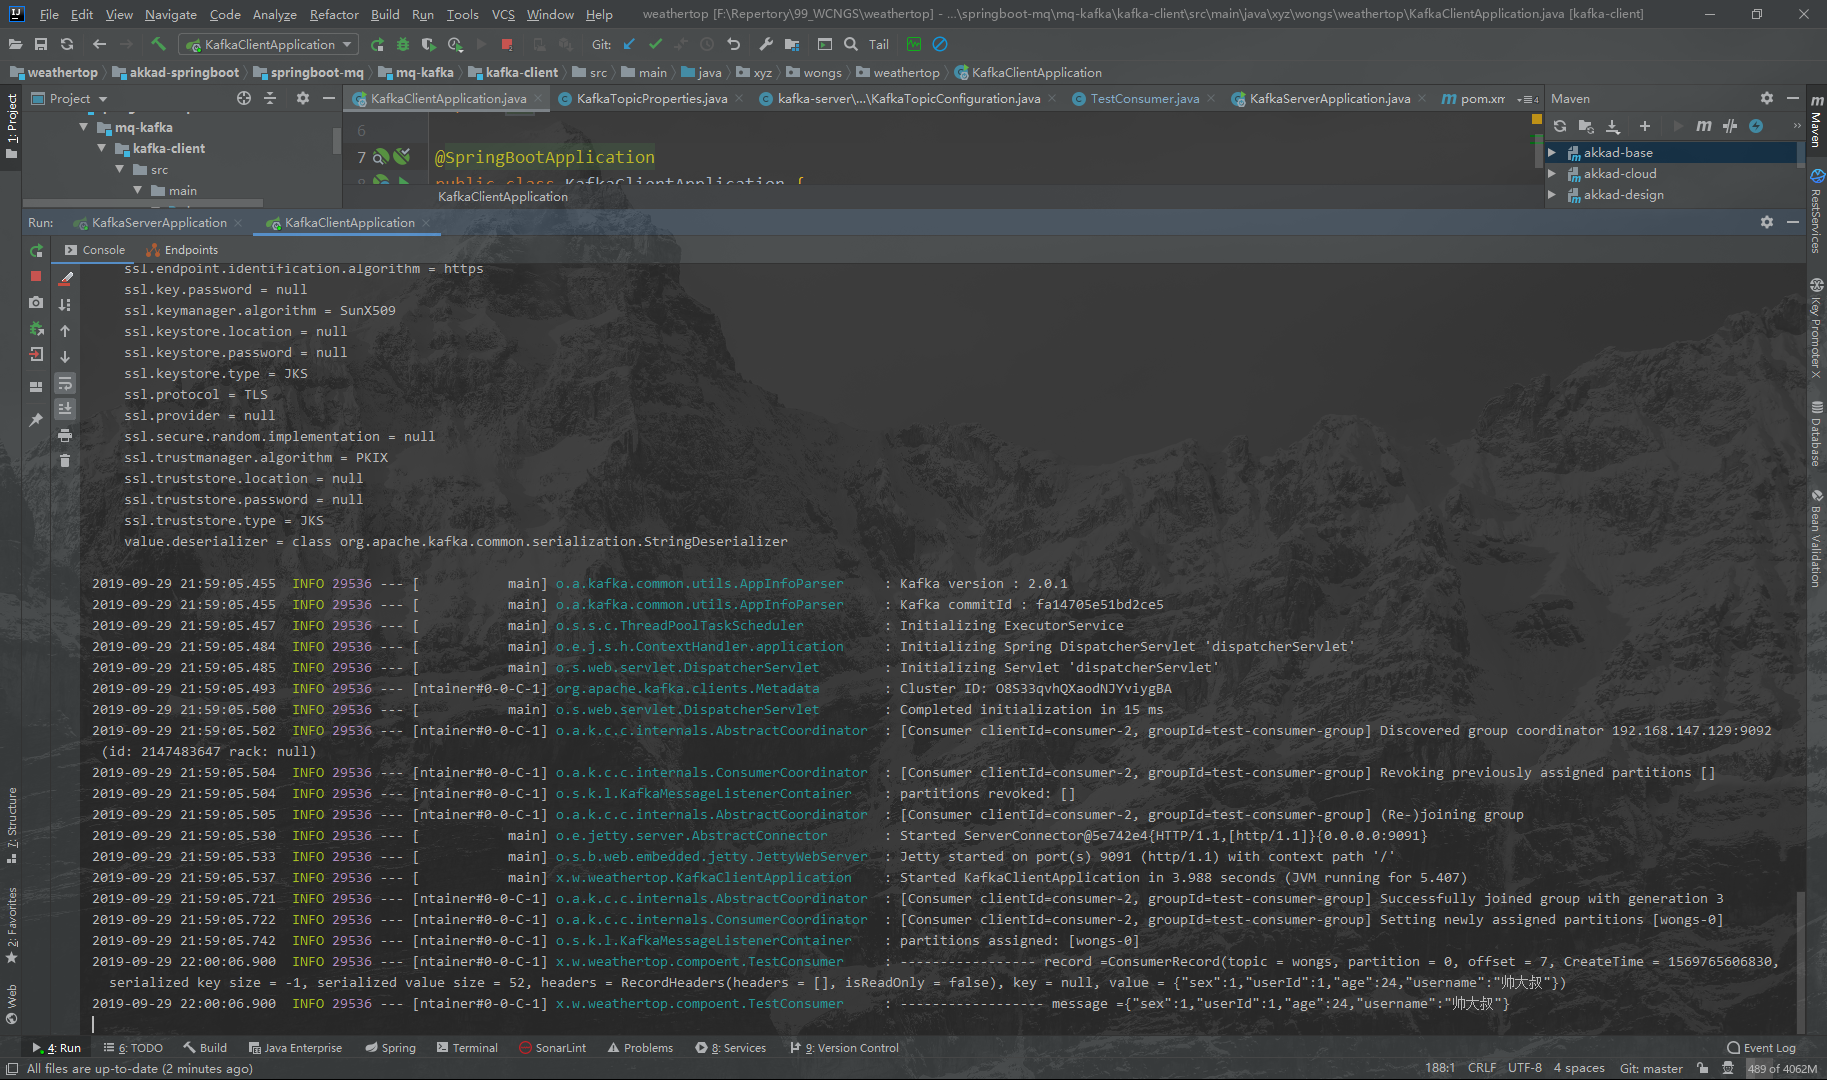 File Edit View Navigate Code Analyze Refactor Build Run Tools VCS Window Help weathertop [F:\Repertory\99_WCNGS\weathertop] - ...\springboot-mq\mq-kafka\kafka-client\src\main\java\xyz\wongs\weathertop\KafkaClientApplication.java [kafka-client]
KafkaClientApplication Git: Tail
weathertop akkad-springboot springboot-mq mq-kafka kafka-client src main java xyz wongs weathertop KafkaClientApplication
1: Project
Project KafkaClientApplication.java KafkaTopicProperties.java kafka-server\...\KafkaTopicConfiguration.java TestConsumer.java KafkaServerApplication.java pom.xm Maven
mq-kafka
kafka-client
src
main
6
7 @SpringBootApplication
8 public class KafkaClientApplication {
KafkaClientApplication
akkad-base
akkad-cloud
akkad-design
Maven
RestServices
Key Promoter X
Database
Bean Validation
Run: KafkaServerApplication KafkaClientApplication
Console Endpoints
ssl.endpoint.identification.algorithm = https
ssl.key.password = null
ssl.keymanager.algorithm = SunX509
ssl.keystore.location = null
ssl.keystore.password = null
ssl.keystore.type = JKS
ssl.protocol = TLS
ssl.provider = null
ssl.secure.random.implementation = null
ssl.trustmanager.algorithm = PKIX
ssl.truststore.location = null
ssl.truststore.password = null
ssl.truststore.type = JKS
value.deserializer = class org.apache.kafka.common.serialization.StringDeserializer
2019-09-29 21:59:05.455 INFO 29536 --- [ main] o.a.kafka.common.utils.AppInfoParser : Kafka version : 2.0.1
2019-09-29 21:59:05.455 INFO 29536 --- [ main] o.a.kafka.common.utils.AppInfoParser : Kafka commitId : fa14705e51bd2ce5
2019-09-29 21:59:05.457 INFO 29536 --- [ main] o.s.s.c.ThreadPoolTaskScheduler : Initializing ExecutorService
2019-09-29 21:59:05.484 INFO 29536 --- [ main] o.e.j.s.h.ContextHandler.application : Initializing Spring DispatcherServlet 'dispatcherServlet'
2019-09-29 21:59:05.485 INFO 29536 --- [ main] o.s.web.servlet.DispatcherServlet : Initializing Servlet 'dispatcherServlet'
2019-09-29 21:59:05.493 INFO 29536 --- [ntainer#0-0-C-1] org.apache.kafka.clients.Metadata : Cluster ID: O8S33qvhQXaodNJYviygBA
2019-09-29 21:59:05.500 INFO 29536 --- [ main] o.s.web.servlet.DispatcherServlet : Completed initialization in 15 ms
2019-09-29 21:59:05.502 INFO 29536 --- [ntainer#0-0-C-1] o.a.k.c.c.internals.AbstractCoordinator : [Consumer clientId=consumer-2, groupId=test-consumer-group] Discovered group coordinator 192.168.147.129:9092
(id: 2147483647 rack: null)
2019-09-29 21:59:05.504 INFO 29536 --- [ntainer#0-0-C-1] o.a.k.c.c.internals.ConsumerCoordinator : [Consumer clientId=consumer-2, groupId=test-consumer-group] Revoking previously assigned partitions []
2019-09-29 21:59:05.504 INFO 29536 --- [ntainer#0-0-C-1] o.s.k.l.KafkaMessageListenerContainer : partitions revoked: []
2019-09-29 21:59:05.505 INFO 29536 --- [ntainer#0-0-C-1] o.a.k.c.c.internals.AbstractCoordinator : [Consumer clientId=consumer-2, groupId=test-consumer-group] (Re-)joining group
2019-09-29 21:59:05.530 INFO 29536 --- [ main] o.e.jetty.server.AbstractConnector : Started ServerConnector@5e742e4{HTTP/1.1,[http/1.1]}{0.0.0.0:9091}
2019-09-29 21:59:05.533 INFO 29536 --- [ main] o.s.b.web.embedded.jetty.JettyWebServer : Jetty started on port(s) 9091 (http/1.1) with context path '/'
2019-09-29 21:59:05.537 INFO 29536 --- [ main] x.w.weathertop.KafkaClientApplication : Started KafkaClientApplication in 3.988 seconds (JVM running for 5.407)
2019-09-29 21:59:05.721 INFO 29536 --- [ntainer#0-0-C-1] o.a.k.c.c.internals.AbstractCoordinator : [Consumer clientId=consumer-2, groupId=test-consumer-group] Successfully joined group with generation 3
2019-09-29 21:59:05.722 INFO 29536 --- [ntainer#0-0-C-1] o.a.k.c.c.internals.ConsumerCoordinator : [Consumer clientId=consumer-2, groupId=test-consumer-group] Setting newly assigned partitions [wongs-0]
2019-09-29 21:59:05.742 INFO 29536 --- [ntainer#0-0-C-1] o.s.k.l.KafkaMessageListenerContainer : partitions assigned: [wongs-0]
2019-09-29 22:00:06.900 INFO 29536 --- [ntainer#0-0-C-1] x.w.weathertop.compoent.TestConsumer : ----------------- record =ConsumerRecord(topic = wongs, partition = 0, offset = 7, CreateTime = 1569765606830,
serialized key size = -1, serialized value size = 52, headers = RecordHeaders(headers = [], isReadOnly = false), key = null, value = {"sex":1,"userId":1,"age":24,"username":"帅大叔"})
2019-09-29 22:00:06.900 INFO 29536 --- [ntainer#0-0-C-1] x.w.weathertop.compoent.TestConsumer : ------------------ message ={"sex":1,"userId":1,"age":24,"username":"帅大叔"}
7: Structure
2: Favorites
Web
4: Run 6: TODO Build Java Enterprise Spring Terminal SonarLint Problems 8: Services 9: Version Control Event Log
All files are up-to-date (2 minutes ago) 188:1 CRLF UTF-8 4 spaces Git: master 489 of 4062M